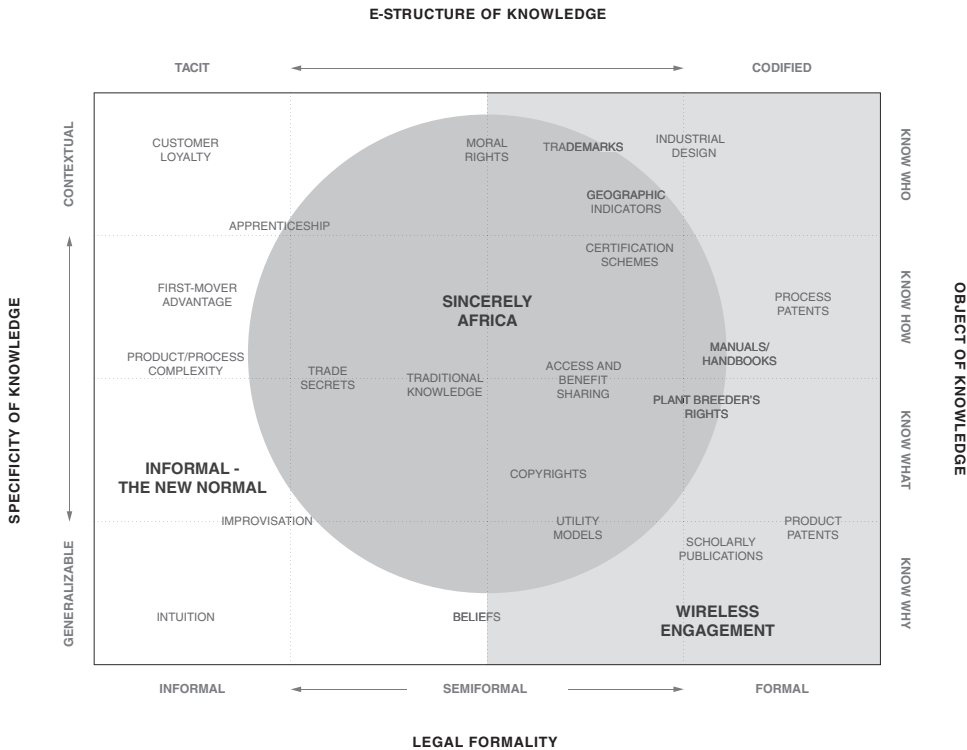 E-STRUCTURE OF KNOWLEDGE
TACIT
CODIFIED
CONTEXTUAL
GENERALIZABLE
SPECIFICITY OF KNOWLEDGE
CUSTOMER
LOYALTY
MORAL
RIGHTS
TRADEMARKS
INDUSTRIAL
DESIGN
GEOGRAPHIC
INDICATORS
APPRENTICESHIP
CERTIFICATION
SCHEMES
FIRST-MOVER
ADVANTAGE
SINCERELY
AFRICA
PROCESS
PATENTS
PRODUCT/PROCESS
COMPLEXITY
MANUALS/
HANDBOOKS
TRADE
SECRETS
TRADITIONAL
KNOWLEDGE
ACCESS AND
BENEFIT
SHARING
PLANT BREEDER'S
RIGHTS
INFORMAL -
THE NEW NORMAL
COPYRIGHTS
IMPROVISATION
UTILITY
MODELS
PRODUCT
PATENTS
SCHOLARLY
PUBLICATIONS
INTUITION
BELIEFS
WIRELESS
ENGAGEMENT
KNOW WHO
KNOW HOW
KNOW WHAT
KNOW WHY
OBJECT OF KNOWLEDGE
INFORMAL
SEMIFORMAL
FORMAL
LEGAL FORMALITY